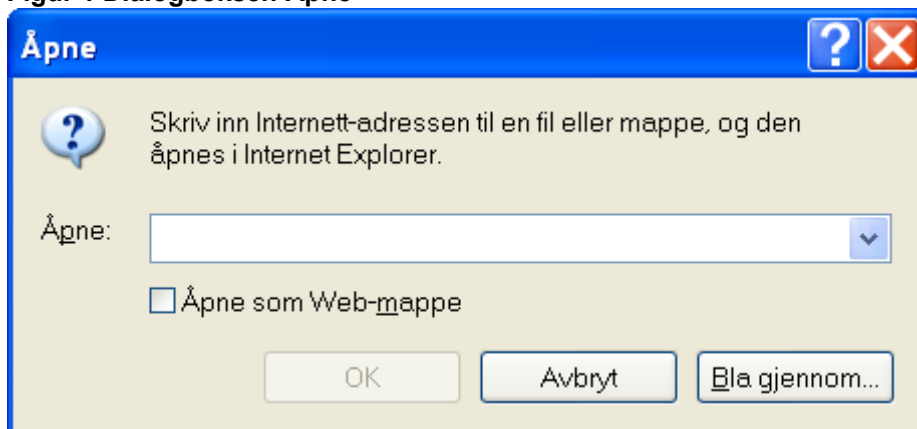 Åpne
Skriv inn Internett-adressen til en fil eller mappe, og den
åpnes i Internet Explorer.
Åpne:
Åpne som Web-mappe
OK
Avbryt
Bla gjennom...